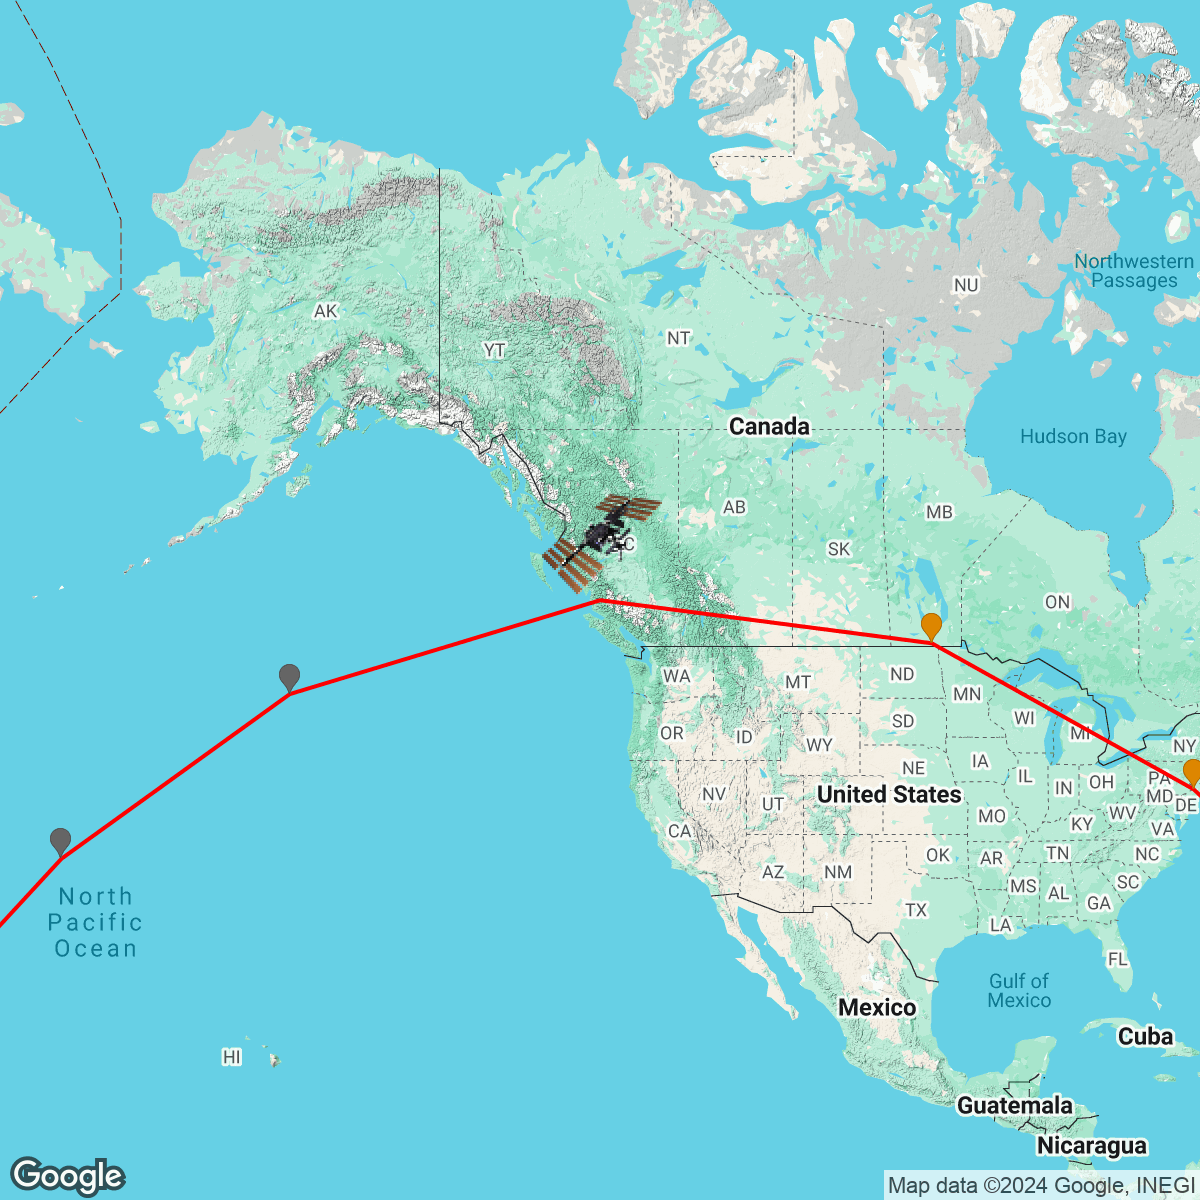 Northwestern
Passages
NU
AK
NT
YT
Canada
Hudson Bay
AB
MB
SK
ON
WA
MT
ND
MN
WI
SD
OR
ID
WY
MI
NY
IA
NE
IL
IN
OH
PA
NV
UT
United States
MD
DE
MO
KY
WV
CA
VA
OK
AR
TN
NC
AZ
NM
MS
AL
SC
GA
TX
LA
North
Pacific
Ocean
FL
Gulf of
Mexico
Mexico
Cuba
HI
Guatemala
Nicaragua
Google
Map data ©2024 Google, INEGI